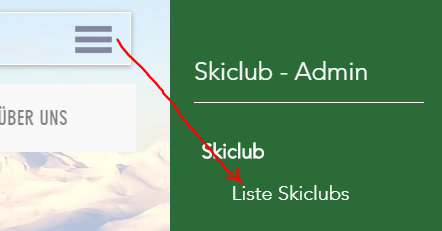 ÜBER UNS
Skiclub - Admin
Skiclub
Liste Skiclubs